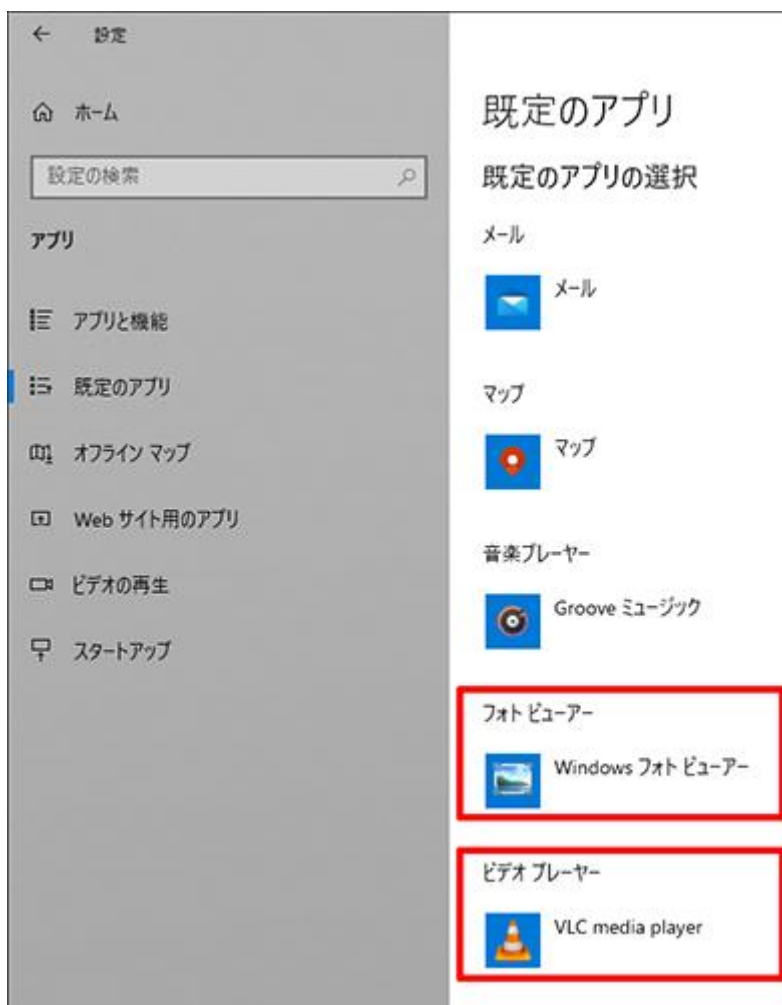 設定
ホーム
設定の検索
アプリ
アプリと機能
既定のアプリ
オフライン マップ
Web サイト用のアプリ
ビデオの再生
スタートアップ
既定のアプリ
既定のアプリの選択
メール
メール
マップ
マップ
音楽プレーヤー
Groove ミュージック
フォト ビューアー
Windows フォト ビューアー
ビデオ プレーヤー
VLC media player